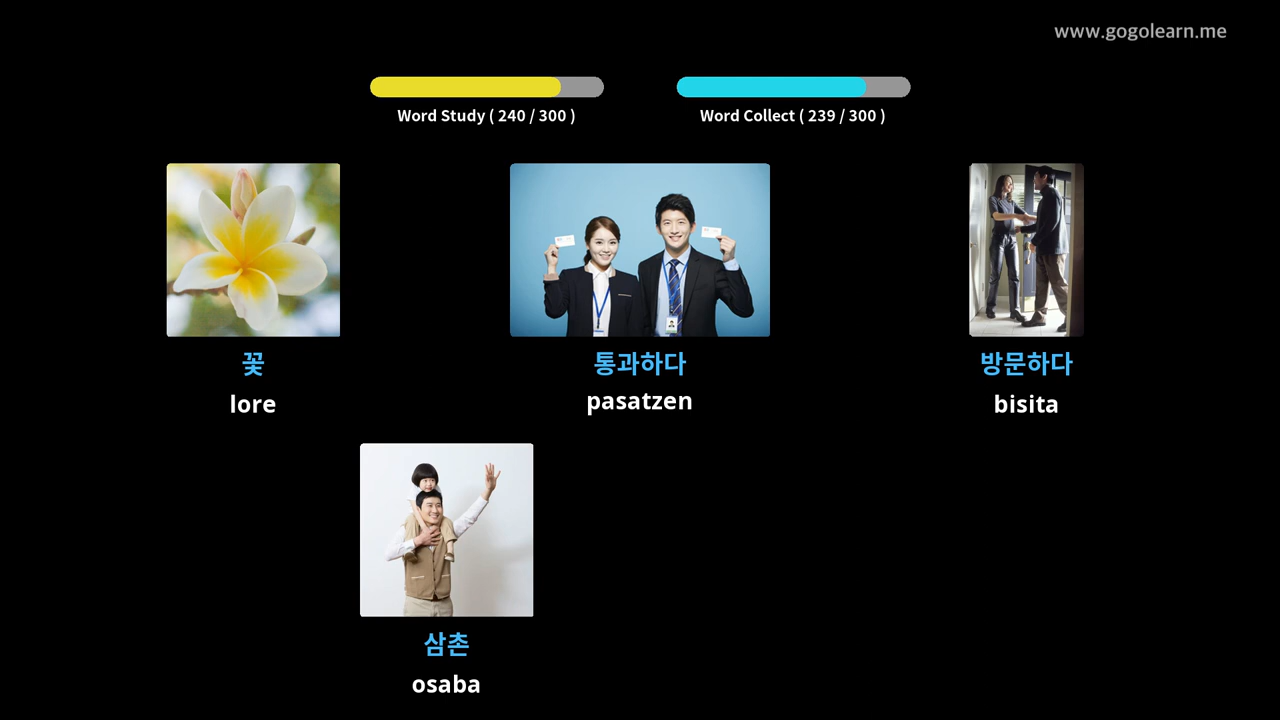 www.gogolearn.me
Word Study ( 240 / 300 )
Word Collect ( 239 / 300 )
꽃
lore
통과하다
pasatzen
방문하다
bisita
삼촌
osaba